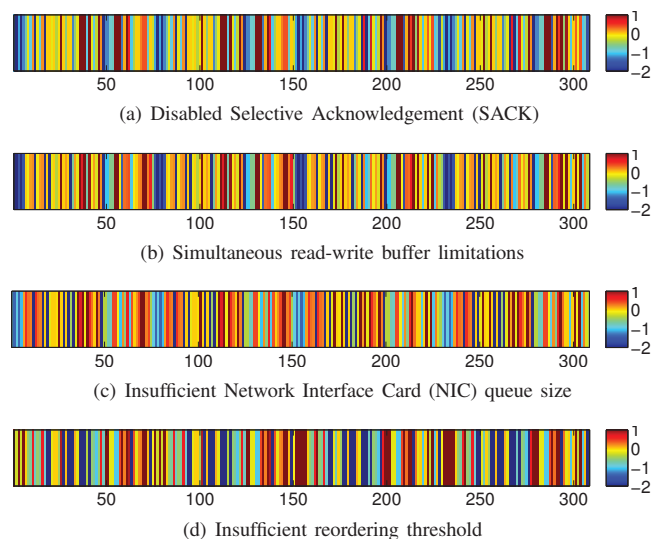 1
0
−1
−2
50 100 150 200 250 300
(a) Disabled Selective Acknowledgement (SACK)
1
0
−1
−2
50 100 150 200 250 300
(b) Simultaneous read-write buffer limitations
1
0
−1
−2
50 100 150 200 250 300
(c) Insufficient Network Interface Card (NIC) queue size
1
0
−1
−2
50 100 150 200 250 300
(d) Insufficient reordering threshold